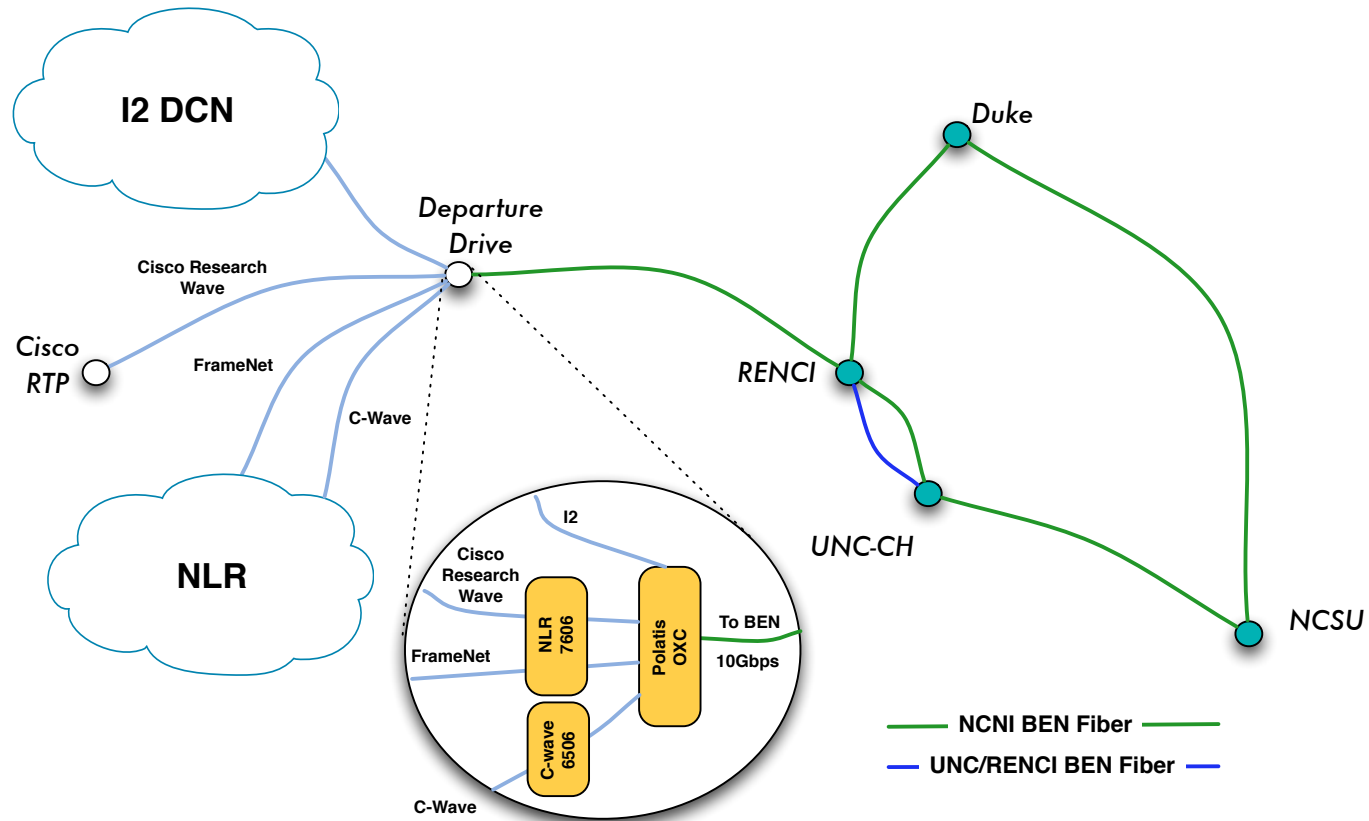 I2 DCN
Duke
Departure
Drive
Cisco Research
Wave
Cisco
RTP
FrameNet
RENCI
C-Wave
NLR
I2
UNC-CH
Cisco
Research
Wave
To BEN
NLR
7606
Polatis
OXC
NCSU
FrameNet
10Gbps
C-wave
6506
NCNI BEN Fiber
UNC/RENCI BEN Fiber
C-Wave